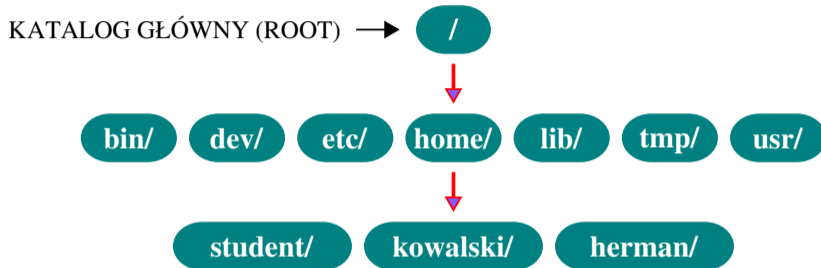 KATALOG GŁÓWNY (ROOT) /
bin/ dev/ etc/ home/ lib/ tmp/ usr/
student/ kowalski/ herman/